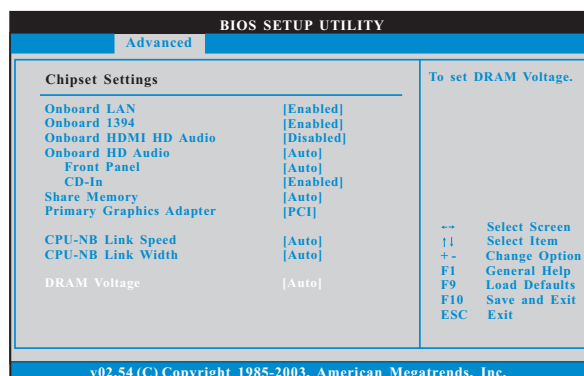 BIOS SETUP UTILITY
Advanced
Chipset Settings
Onboard LAN [Enabled]
Onboard 1394 [Enabled]
Onboard HDMI HD Audio [Disabled]
Onboard HD Audio [Auto]
Front Panel [Auto]
CD-In [Enabled]
Share Memory [Auto]
Primary Graphics Adapter [PCI]
CPU-NB Link Speed [Auto]
CPU-NB Link Width [Auto]
DRAM Voltage [Auto]
To set DRAM Voltage.
←→ Select Screen
↑↓ Select Item
+ - Change Option
F1 General Help
F9 Load Defaults
F10 Save and Exit
ESC Exit
v02.54 (C) Copyright 1985-2003, American Megatrends, Inc.